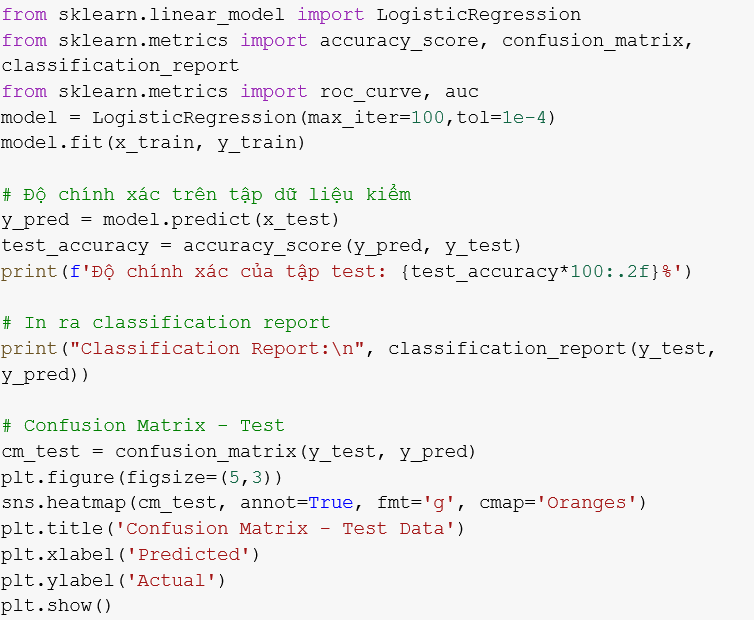 from sklearn.linear_model import LogisticRegression
from sklearn.metrics import accuracy_score, confusion_matrix,
classification_report
from sklearn.metrics import roc_curve, auc
model = LogisticRegression(max_iter=100,tol=1e-4)
model.fit(x_train, y_train)

# Độ chính xác trên tập dữ liệu kiểm
y_pred = model.predict(x_test)
test_accuracy = accuracy_score(y_pred, y_test)
print(f'Độ chính xác của tập test: {test_accuracy*100:.2f}%')

# In ra classification report
print("Classification Report:\n", classification_report(y_test,
y_pred))

# Confusion Matrix - Test
cm_test = confusion_matrix(y_test, y_pred)
plt.figure(figsize=(5,3))
sns.heatmap(cm_test, annot=True, fmt='g', cmap='Oranges')
plt.title('Confusion Matrix - Test Data')
plt.xlabel('Predicted')
plt.ylabel('Actual')
plt.show()